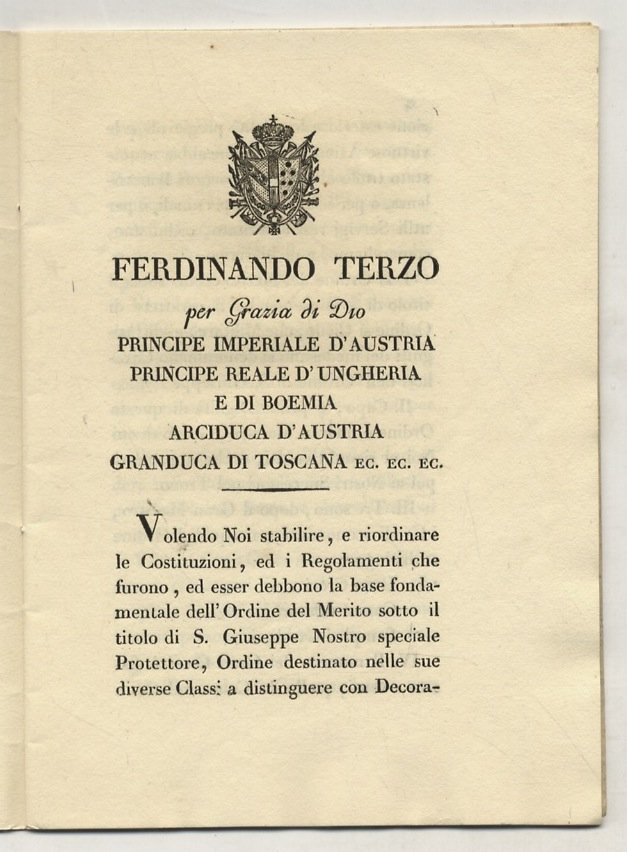 FERDINANDO TERZO
per Grazia di Dio
PRINCIPE IMPERIALE D'AUSTRIA
PRINCIPE REALE D'UNGHERIA
E DI BOEMIA
ARCIDUCA D'AUSTRIA
GRANDUCA DI TOSCANA EC. EC. EC.
Volendo Noi stabilire, e riordinare
le Costituzioni, ed i Regolamenti che
furono, ed esser debbono la base fonda-
mentale dell'Ordine del Merito sotto il
titolo di S. Giuseppe Nostro speciale
Protettore, Ordine destinato nelle sue
diverse Classi a distinguere con Decora-